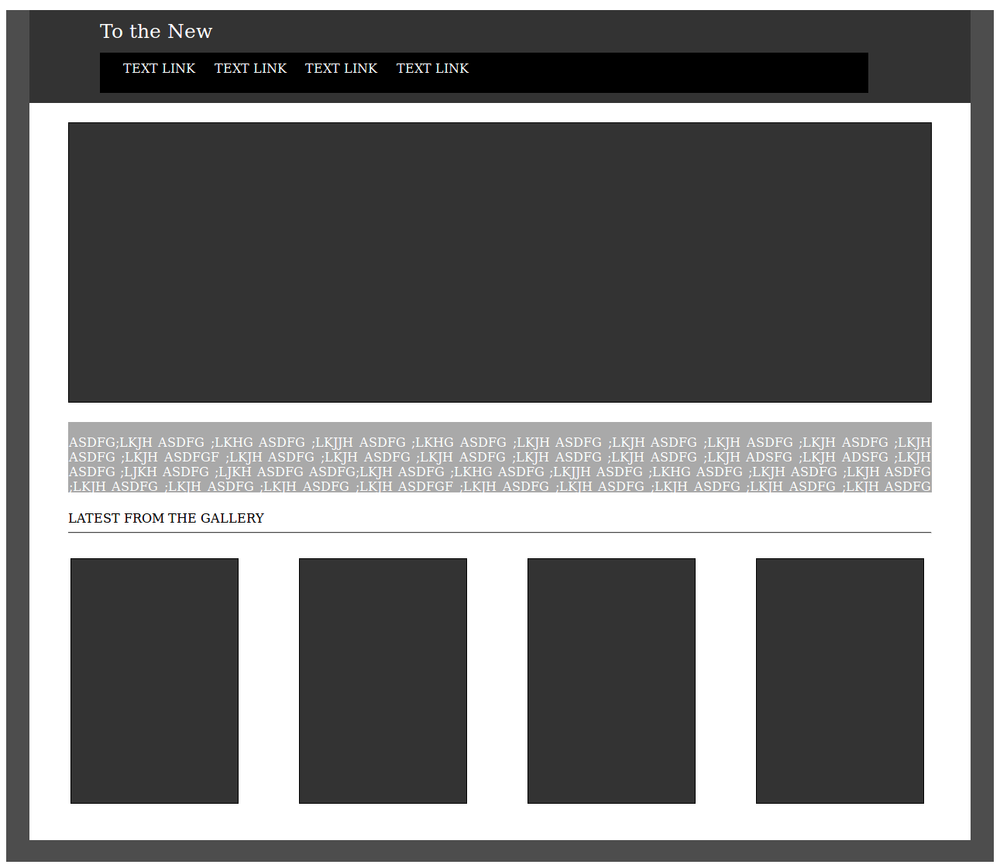 To the New
TEXT LINK TEXT LINK TEXT LINK TEXT LINK
ASDFG;LKJH ASDFG ;LKHG ASDFG ;LKJJH ASDFG ;LKHG ASDFG ;LKJH ASDFG ;LKJH ASDFG ;LKJH ASDFG ;LKJH ASDFG ;LKJH
ASDFG ;LKJH ASDFGF ;LKJH ASDFG ;LKJH ASDFG ;LKJH ASDFG ;LKJH ASDFG ;LKJH ASDFG ;LKJH ADSFG ;LKJH ADSFG ;LKJH
ASDFG ;LJKH ASDFG ;LJKH ASDFG ASDFG;LKJH ASDFG ;LKHG ASDFG ;LKJJH ASDFG ;LKHG ASDFG ;LKJH ASDFG ;LKJH ASDFG
;LKJH ASDFG ;LKJH ASDFG ;LKJH ASDFG ;LKJH ASDFGF ;LKJH ASDFG ;LKJH ASDFG ;LKJH ASDFG ;LKJH ASDFG ;LKJH ASDFG
LATEST FROM THE GALLERY